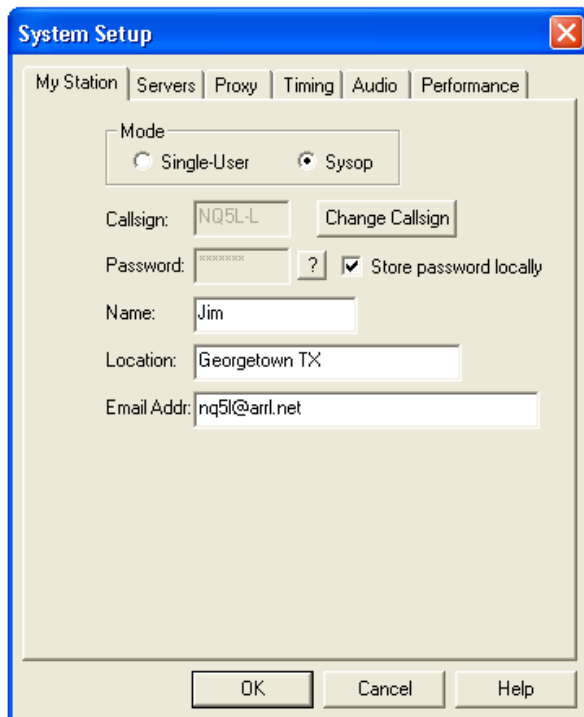 System Setup
My Station Servers Proxy Timing Audio Performance
Mode
Single-User Sysop
Callsign: NQ5L-L Change Callsign
Password: ******* ? Store password locally
Name: Jim
Location: Georgetown TX
Email Addr: nq5l@arrl.net
OK Cancel Help